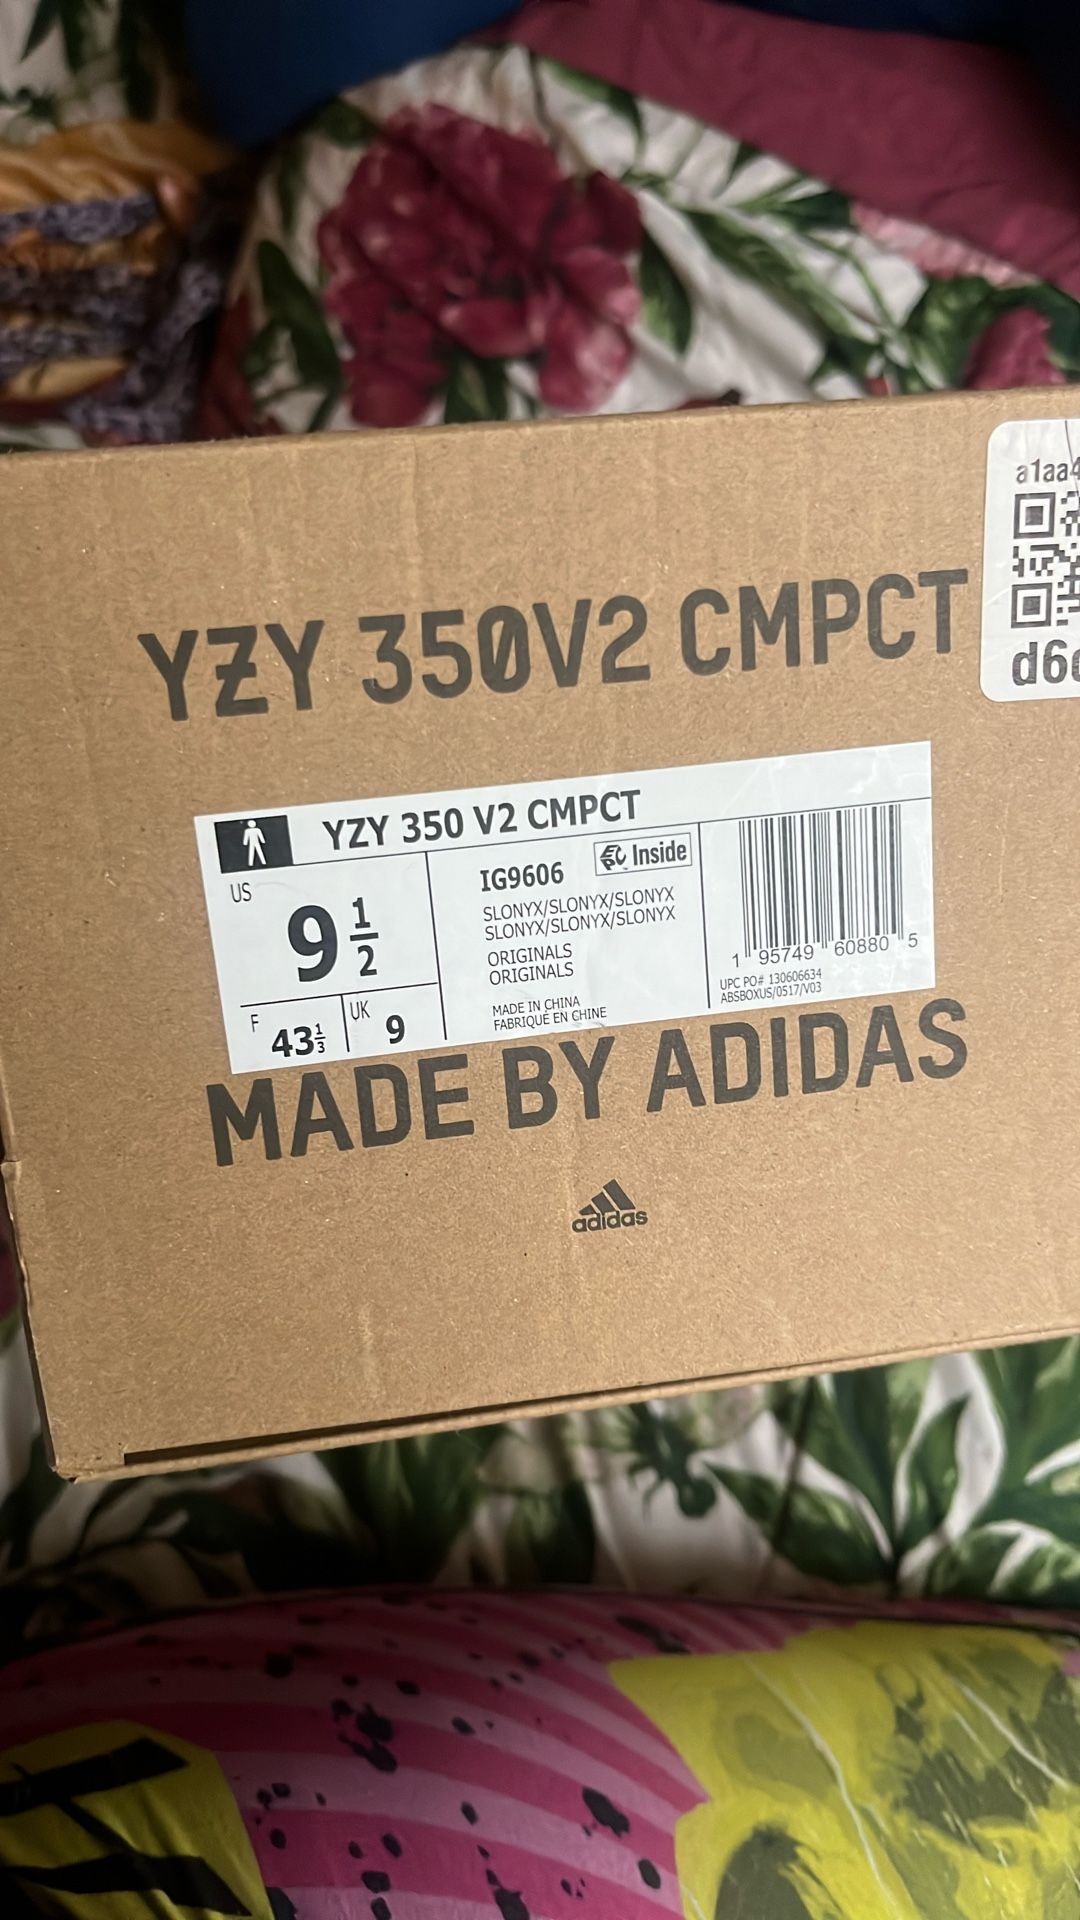 a1aa4
d6
YZY 350V2 CMPCT
YZY 350 V2 CMPCT
US
9 1/2
F
43 1/3
UK
9
IG9606
Inside
SLONYX/SLONYX/SLONYX
SLONYX/SLONYX/SLONYX
ORIGINALS
ORIGINALS
MADE IN CHINA
FABRIQUÉ EN CHINE
1 95749 60880 5
UPC PO# 130606634
ABSBOXUS/0517/V03
MADE BY ADIDAS
adidas